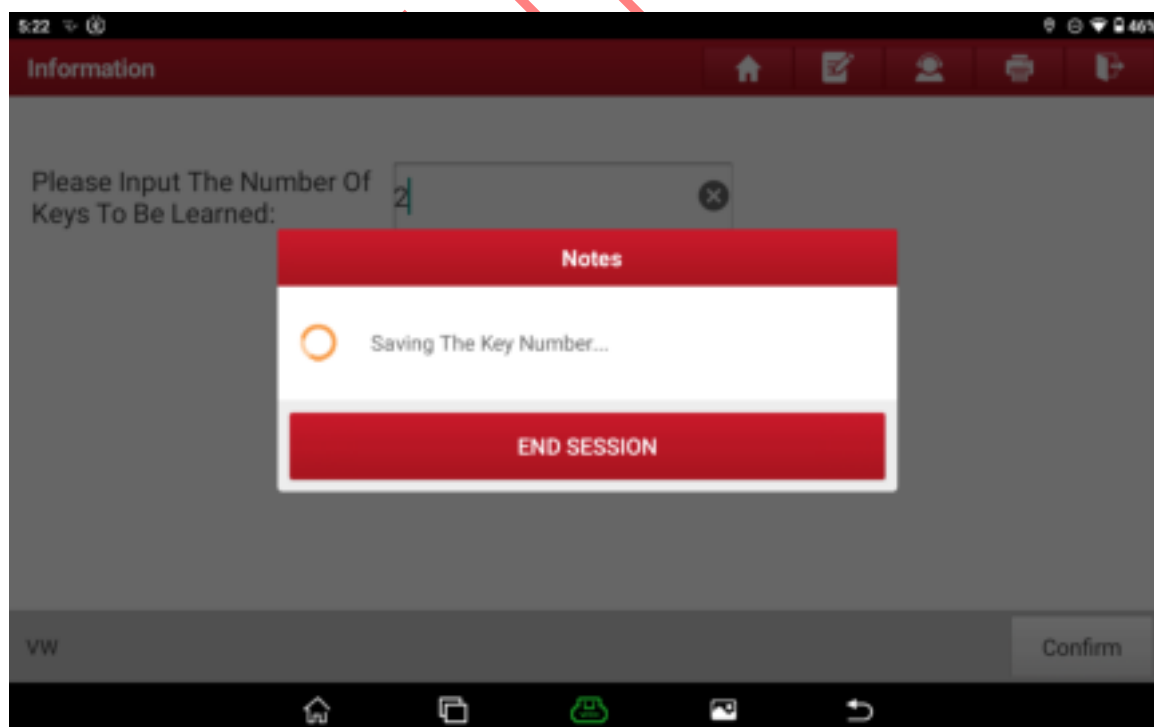 5:22
46%
Information
Please Input The Number Of
Keys To Be Learned:
2
Notes
Saving The Key Number...
END SESSION
VW
Confirm